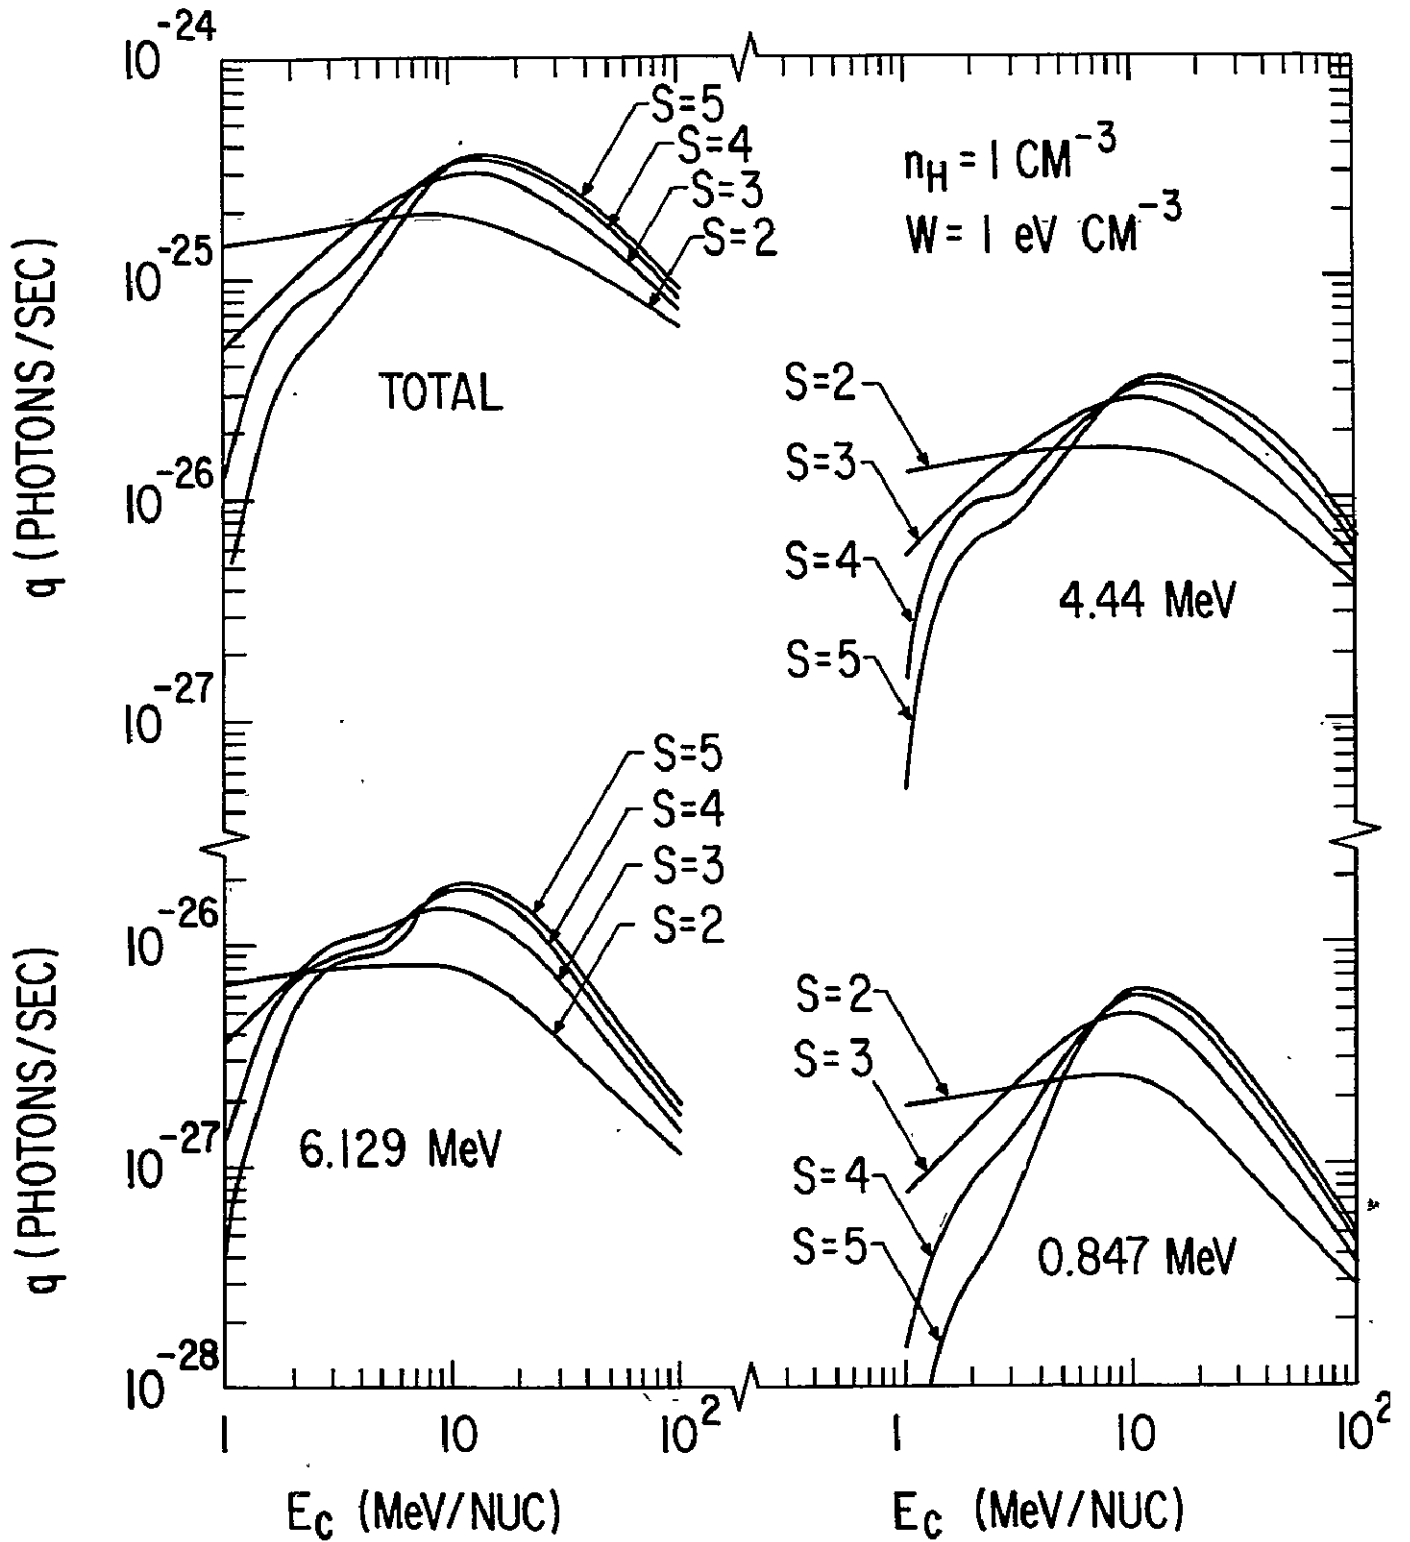 10^-24
10^-25
10^-26
10^-27
q (PHOTONS/SEC)
S=5
S=4
S=3
S=2
TOTAL
n_H = 1 CM^-3
W = 1 eV CM^-3
S=2
S=3
S=4
S=5
4.44 MeV
10^-26
10^-27
10^-28
q (PHOTONS/SEC)
S=5
S=4
S=3
S=2
6.129 MeV
S=2
S=3
S=4
S=5
0.847 MeV
1 10 10^2 1 10 10^2
E_c (MeV/NUC) E_c (MeV/NUC)